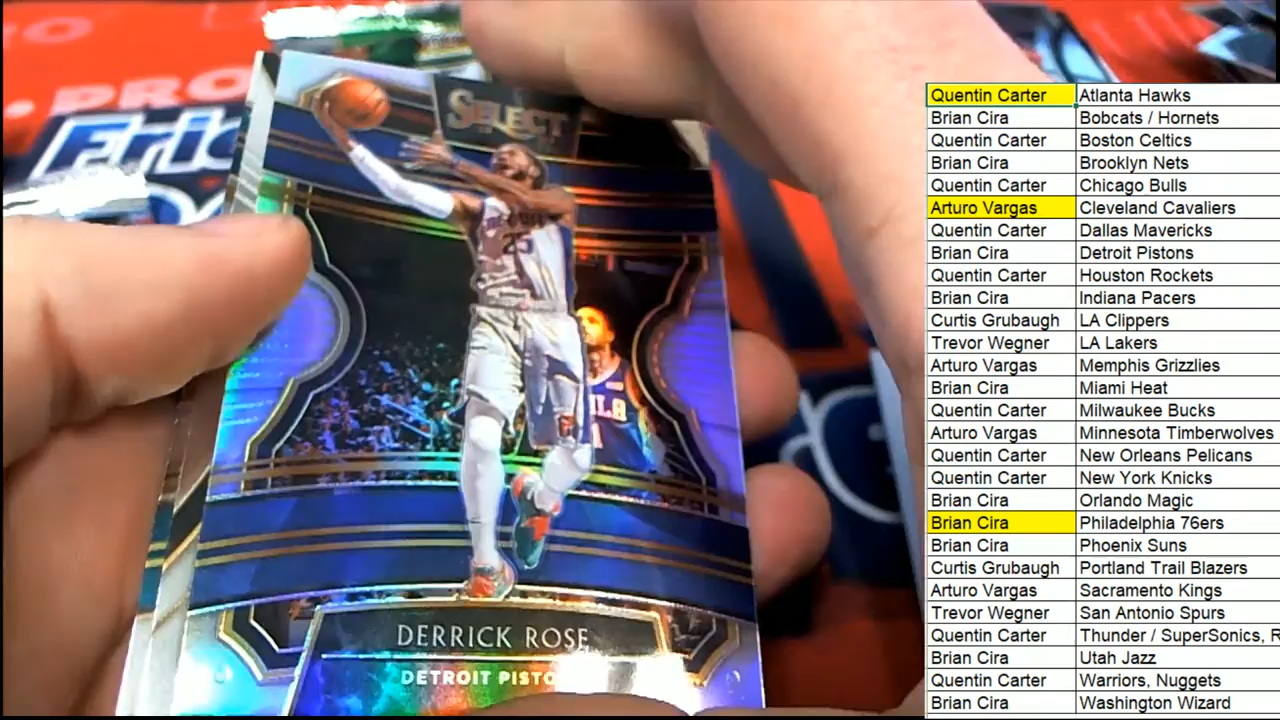 PRO
Eric
SELECT
25
PHILA
1
DERRICK ROSE
DETROIT PISTO
Quentin Carter Atlanta Hawks
Brian Cira Bobcats / Hornets
Quentin Carter Boston Celtics
Brian Cira Brooklyn Nets
Quentin Carter Chicago Bulls
Arturo Vargas Cleveland Cavaliers
Quentin Carter Dallas Mavericks
Brian Cira Detroit Pistons
Quentin Carter Houston Rockets
Brian Cira Indiana Pacers
Curtis Grubaugh LA Clippers
Trevor Wegner LA Lakers
Arturo Vargas Memphis Grizzlies
Brian Cira Miami Heat
Quentin Carter Milwaukee Bucks
Arturo Vargas Minnesota Timberwolves
Quentin Carter New Orleans Pelicans
Quentin Carter New York Knicks
Brian Cira Orlando Magic
Brian Cira Philadelphia 76ers
Brian Cira Phoenix Suns
Curtis Grubaugh Portland Trail Blazers
Arturo Vargas Sacramento Kings
Trevor Wegner San Antonio Spurs
Quentin Carter Thunder / SuperSonics, R
Brian Cira Utah Jazz
Quentin Carter Warriors, Nuggets
Brian Cira Washington Wizard